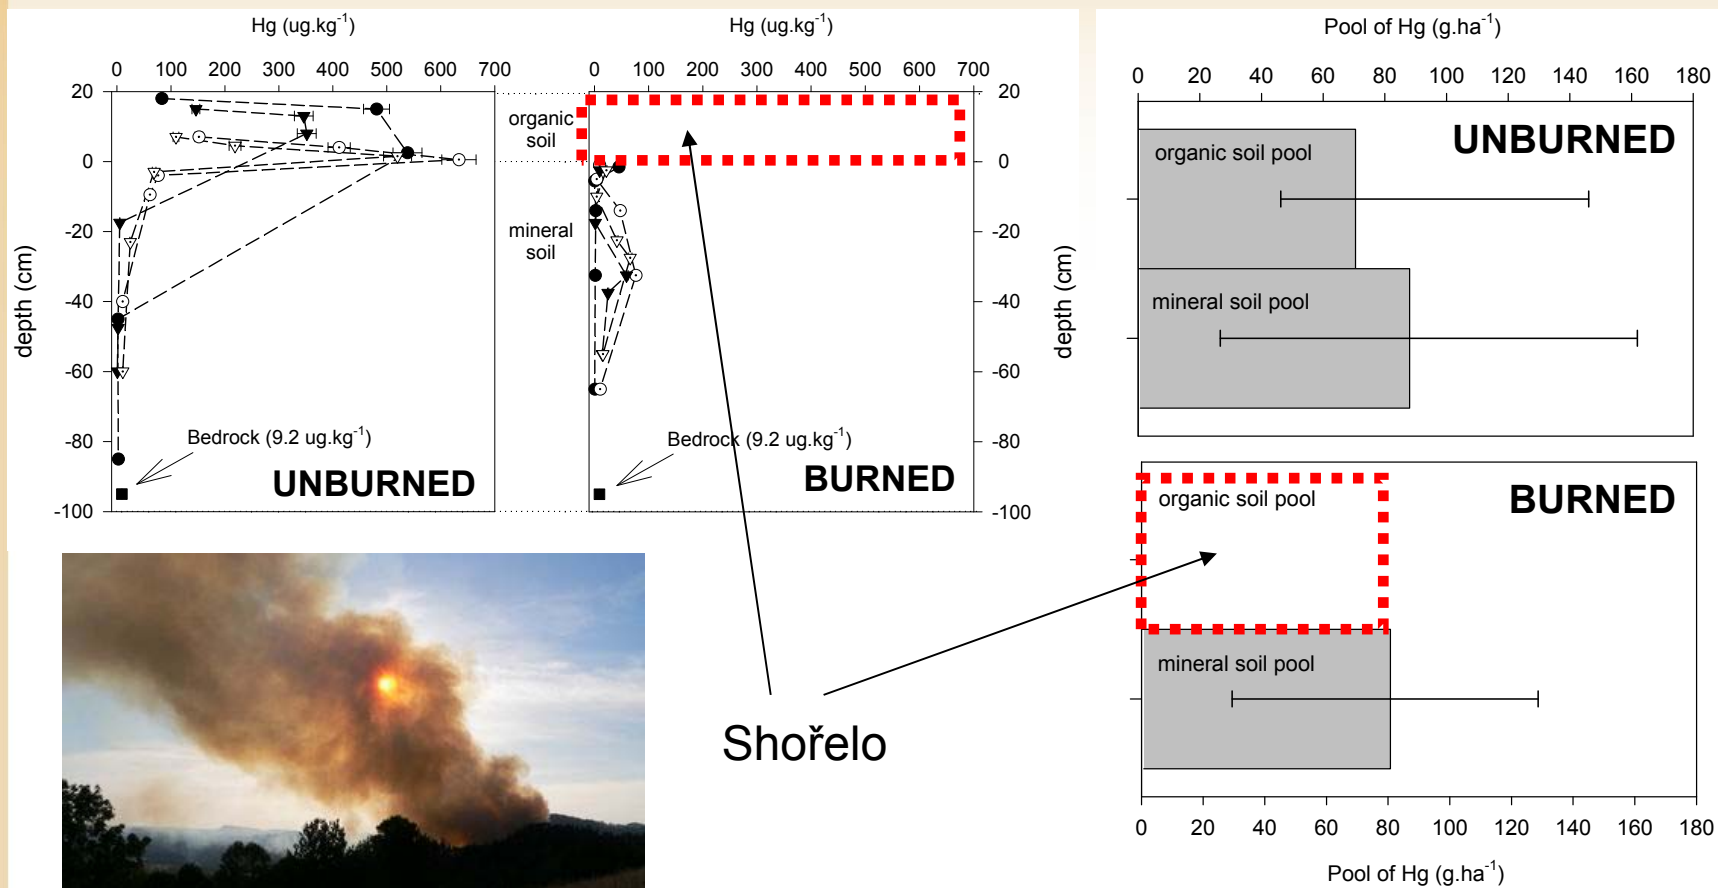 Hg (ug.kg⁻¹)
0 100 200 300 400 500 600 700
20
0
-20
-40
-60
-80
-100
depth (cm)
Bedrock (9.2 ug.kg⁻¹)
UNBURNED
organic
soil
mineral
soil
Hg (ug.kg⁻¹)
0 100 200 300 400 500 600 700
20
0
-20
-40
-60
-80
-100
depth (cm)
Bedrock (9.2 ug.kg⁻¹)
BURNED
Pool of Hg (g.ha⁻¹)
0 20 40 60 80 100 120 140 160 180
UNBURNED
organic soil pool
mineral soil pool
organic soil pool
BURNED
mineral soil pool
0 20 40 60 80 100 120 140 160 180
Pool of Hg (g.ha⁻¹)
Shořelo